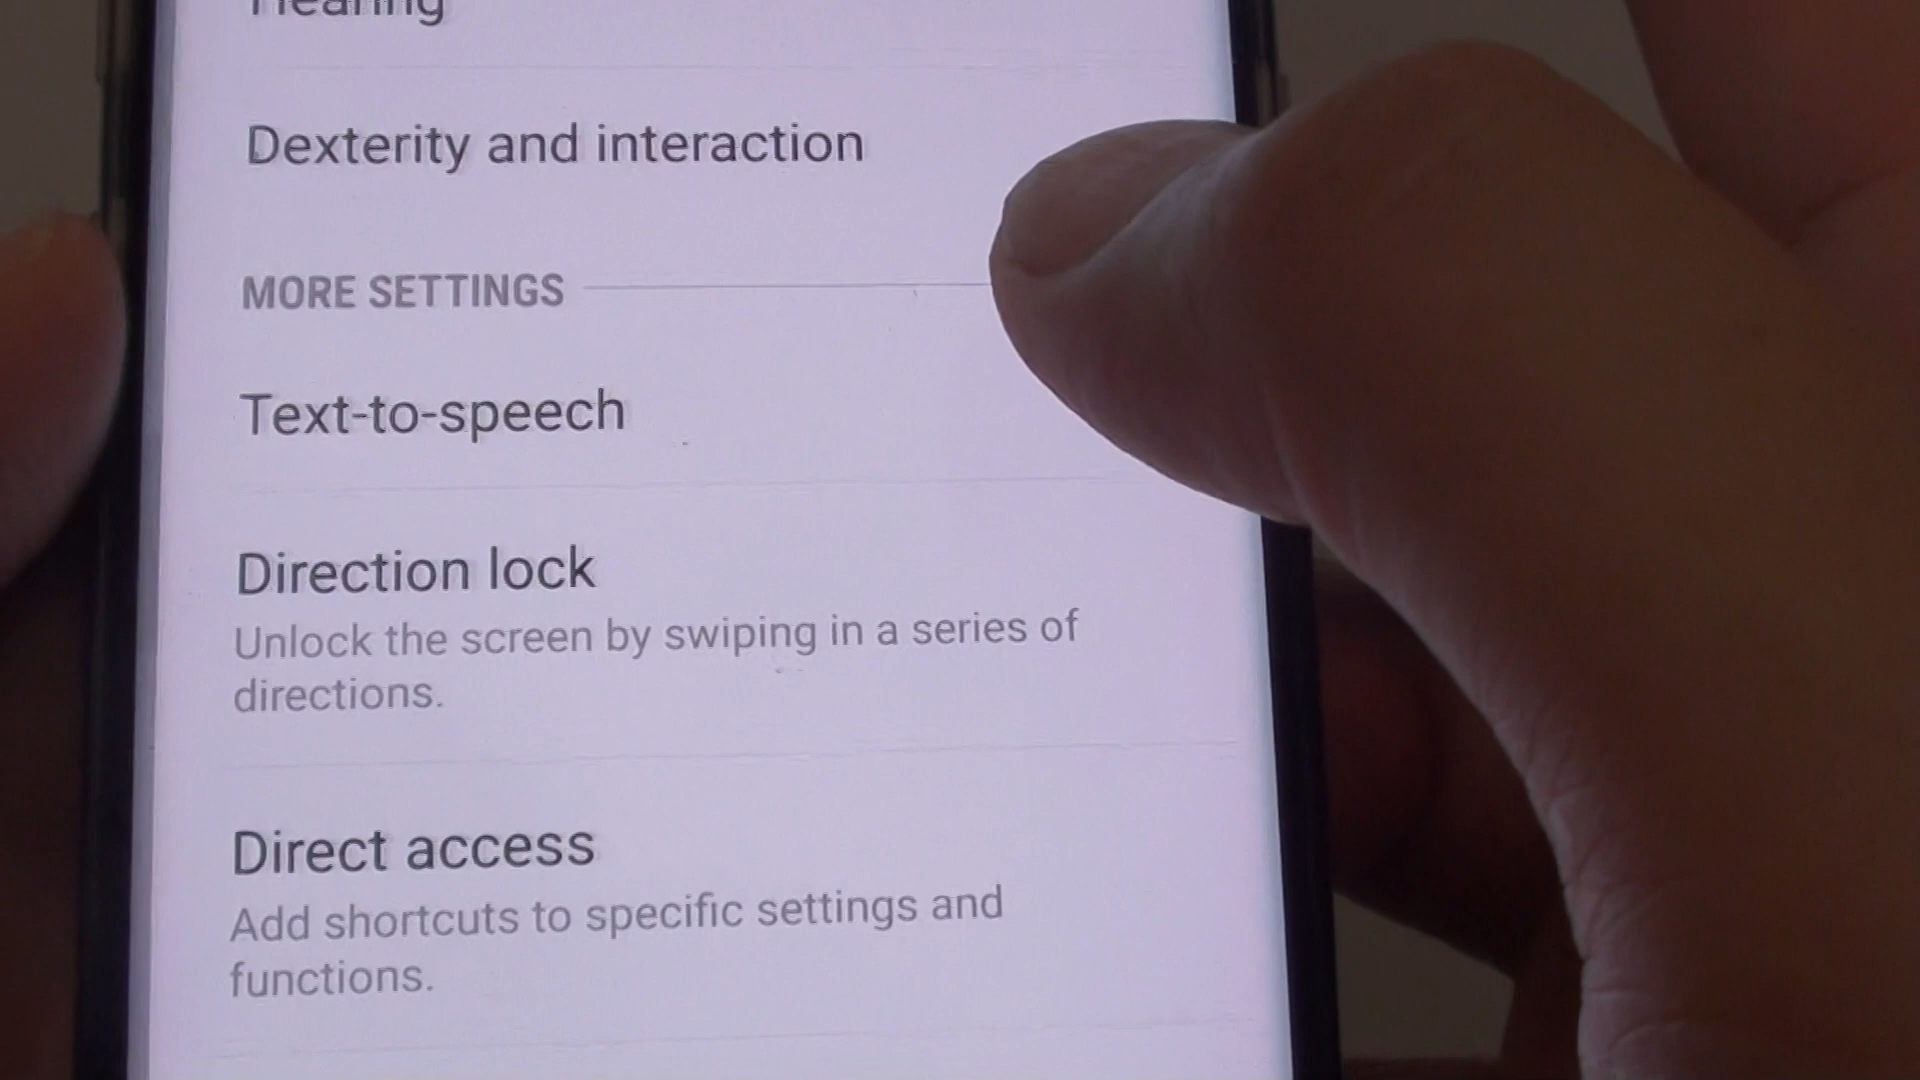 Hearing
Dexterity and interaction
MORE SETTINGS
Text-to-speech
Direction lock
Unlock the screen by swiping in a series of
directions.
Direct access
Add shortcuts to specific settings and
functions.